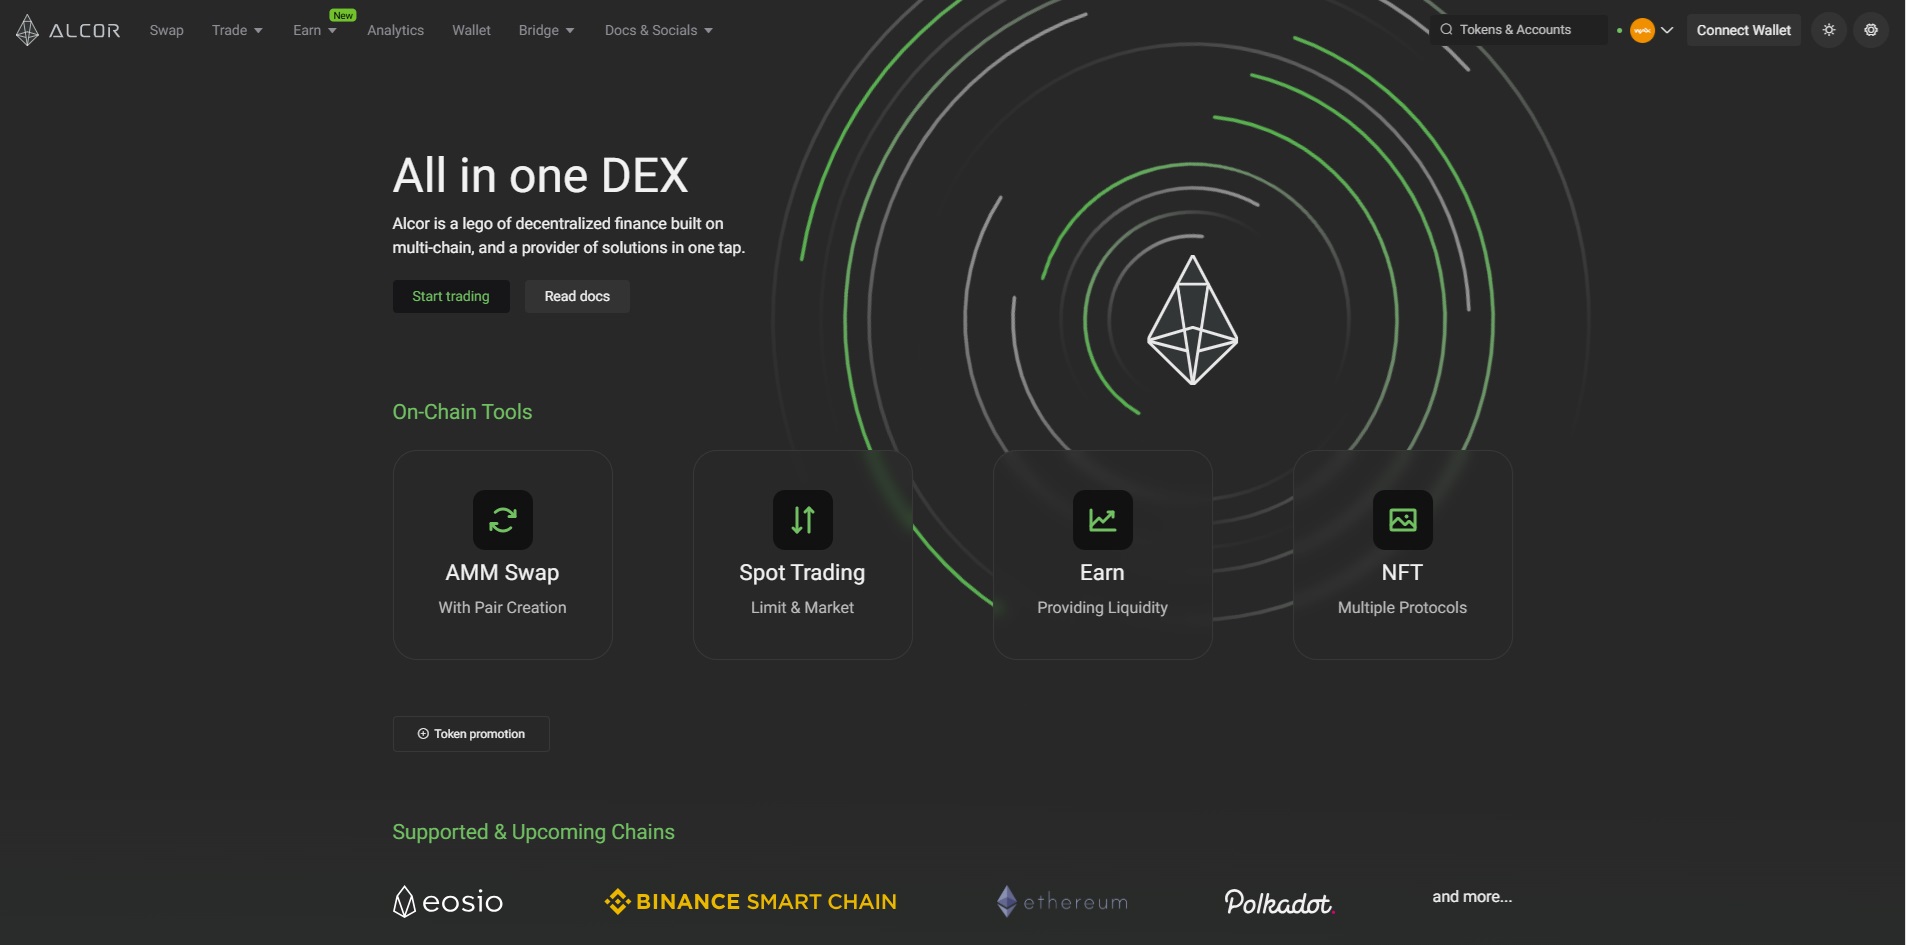 ALCOR
Swap
Trade
Earn
New
Analytics
Wallet
Bridge
Docs & Socials
Tokens & Accounts
Connect Wallet
All in one DEX
Alcor is a lego of decentralized finance built on
multi-chain, and a provider of solutions in one tap.
Start trading
Read docs
On-Chain Tools
AMM Swap
With Pair Creation
Spot Trading
Limit & Market
Earn
Providing Liquidity
NFT
Multiple Protocols
Token promotion
Supported & Upcoming Chains
eosio
BINANCE SMART CHAIN
ethereum
Polkadot.
and more...